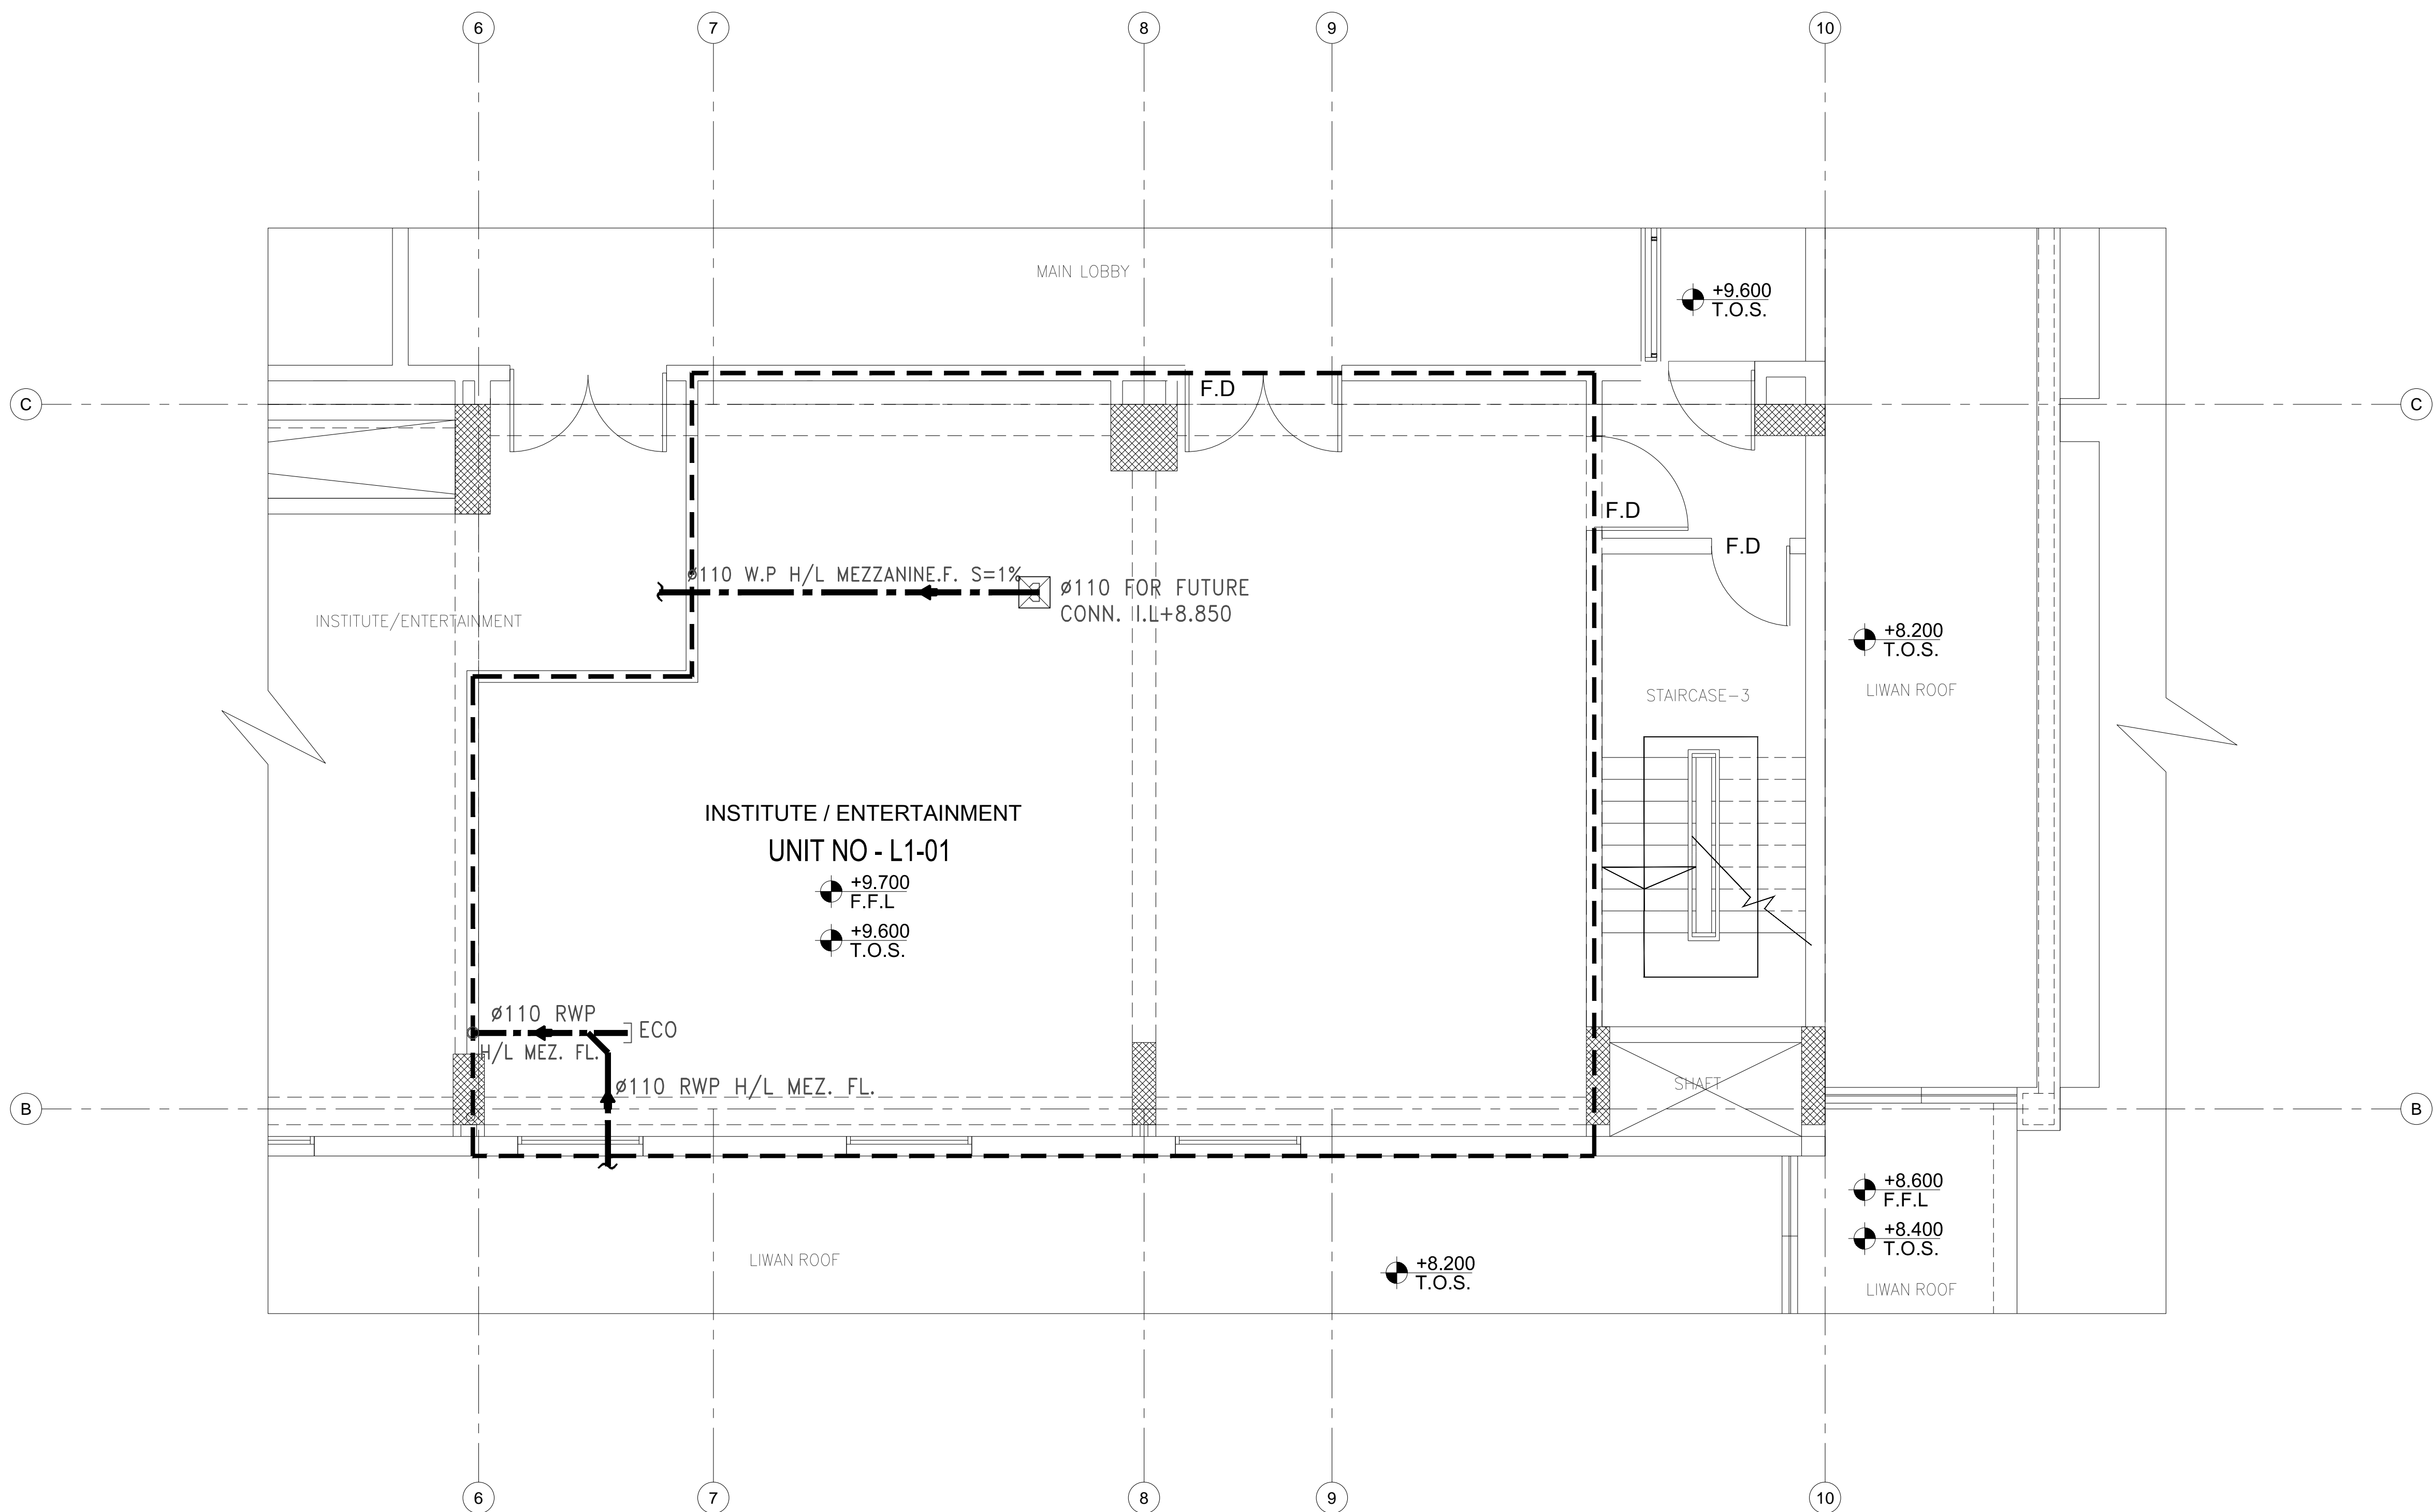 6 7 8 9 10
MAIN LOBBY
+9.600
T.O.S.
F.D
C C
F.D
F.D
ø110 W.P H/L MEZZANINE.F. S=1%
ø110 FOR FUTURE
CONN. I.L+8.850
INSTITUTE/ENTERTAINMENT
+8.200
T.O.S.
STAIRCASE-3
LIWAN ROOF
INSTITUTE / ENTERTAINMENT
UNIT NO - L1-01
+9.700
F.F.L
+9.600
T.O.S.
ø110 RWP
ECO
H/L MEZ. FL.
ø110 RWP H/L MEZ. FL.
SHAFT
B B
+8.600
F.F.L
+8.400
T.O.S.
LIWAN ROOF
+8.200
T.O.S.
LIWAN ROOF
6 7 8 9 10